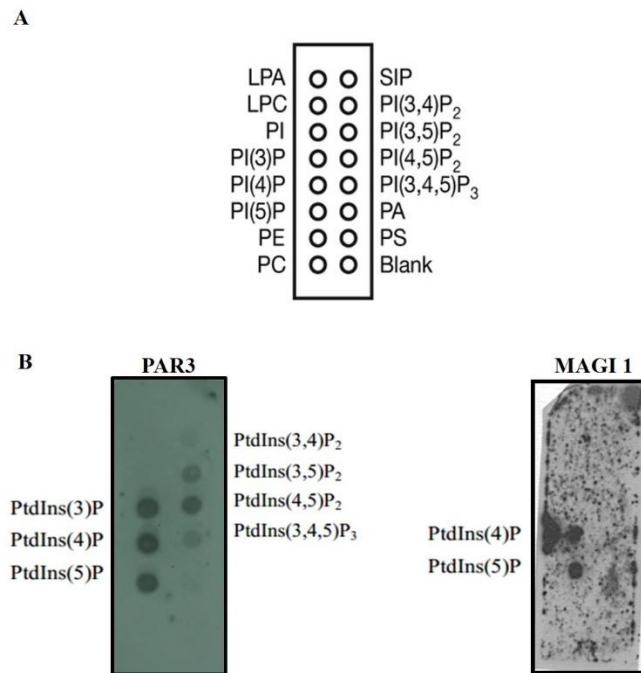 A
LPA SIP
LPC PI(3,4)P₂
PI PI(3,5)P₂
PI(3)P PI(4,5)P₂
PI(4)P PI(3,4,5)P₃
PI(5)P PA
PE PS
PC Blank
B
PAR3 MAGI 1
PtdIns(3,4)P₂
PtdIns(3,5)P₂
PtdIns(3)P PtdIns(4,5)P₂
PtdIns(4)P PtdIns(3,4,5)P₃
PtdIns(5)P
PtdIns(4)P
PtdIns(5)P